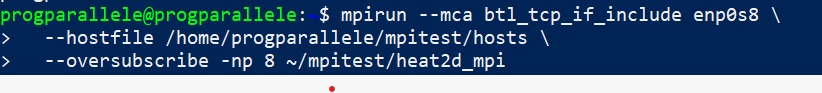 progparallele@progparallele:~$ mpirun --mca btl_tcp_if_include enp0s8 \
>   --hostfile /home/progparallele/mpitest/hosts \
>   --oversubscribe -np 8 ~/mpitest/heat2d_mpi